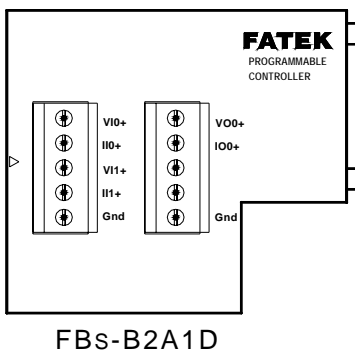 FATEK
PROGRAMMABLE
CONTROLLER
VI0+
II0+
VI1+
II1+
Gnd
VO0+
IO0+
Gnd
FBs-B2A1D